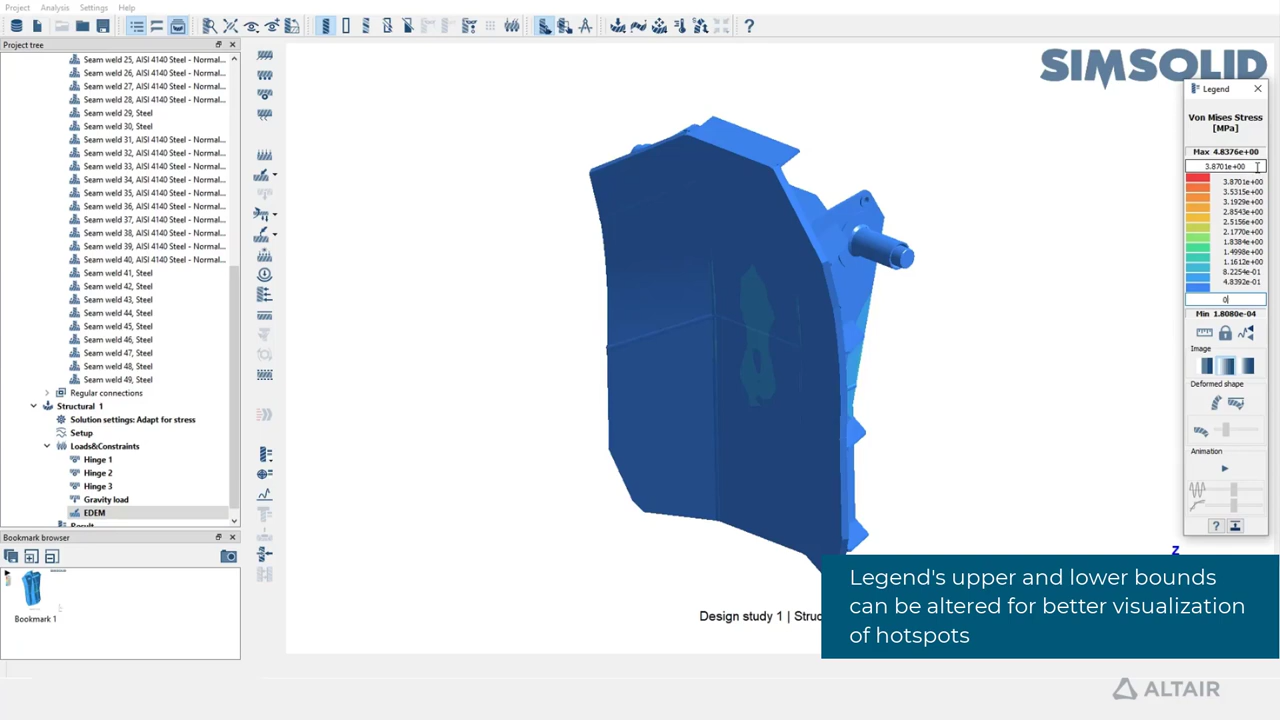 Project Analysis Settings Help
Project tree
Seam weld 25, AISI 4140 Steel - Normal...
Seam weld 26, AISI 4140 Steel - Normal...
Seam weld 27, AISI 4140 Steel - Normal...
Seam weld 28, AISI 4140 Steel - Normal...
Seam weld 29, Steel
Seam weld 30, Steel
Seam weld 31, AISI 4140 Steel - Normal...
Seam weld 32, AISI 4140 Steel - Normal...
Seam weld 33, AISI 4140 Steel - Normal...
Seam weld 34, AISI 4140 Steel - Normal...
Seam weld 35, AISI 4140 Steel - Normal...
Seam weld 36, AISI 4140 Steel - Normal...
Seam weld 37, AISI 4140 Steel - Normal...
Seam weld 38, AISI 4140 Steel - Normal...
Seam weld 39, AISI 4140 Steel - Normal...
Seam weld 40, AISI 4140 Steel - Normal...
Seam weld 41, Steel
Seam weld 42, Steel
Seam weld 43, Steel
Seam weld 44, Steel
Seam weld 45, Steel
Seam weld 46, Steel
Seam weld 47, Steel
Seam weld 48, Steel
Seam weld 49, Steel
Regular connections
Structural 1
Solution settings: Adapt for stress
Setup
Loads&Constraints
Hinge 1
Hinge 2
Hinge 3
Gravity load
EDEM
Result
Bookmark browser
Bookmark 1
SIMSOLID
Legend
Von Mises Stress
[MPa]
Max 4.8376e+00
3.8701e+00
3.8701e+00
3.5315e+00
3.1929e+00
2.8543e+00
2.5156e+00
2.1770e+00
1.8384e+00
1.4998e+00
1.1612e+00
8.2254e-01
4.8392e-01
0
Min 1.8080e-04
Image
Deformed shape
Animation
Z
Design study 1 | Struc
Legend's upper and lower bounds
can be altered for better visualization
of hotspots
ALTAIR